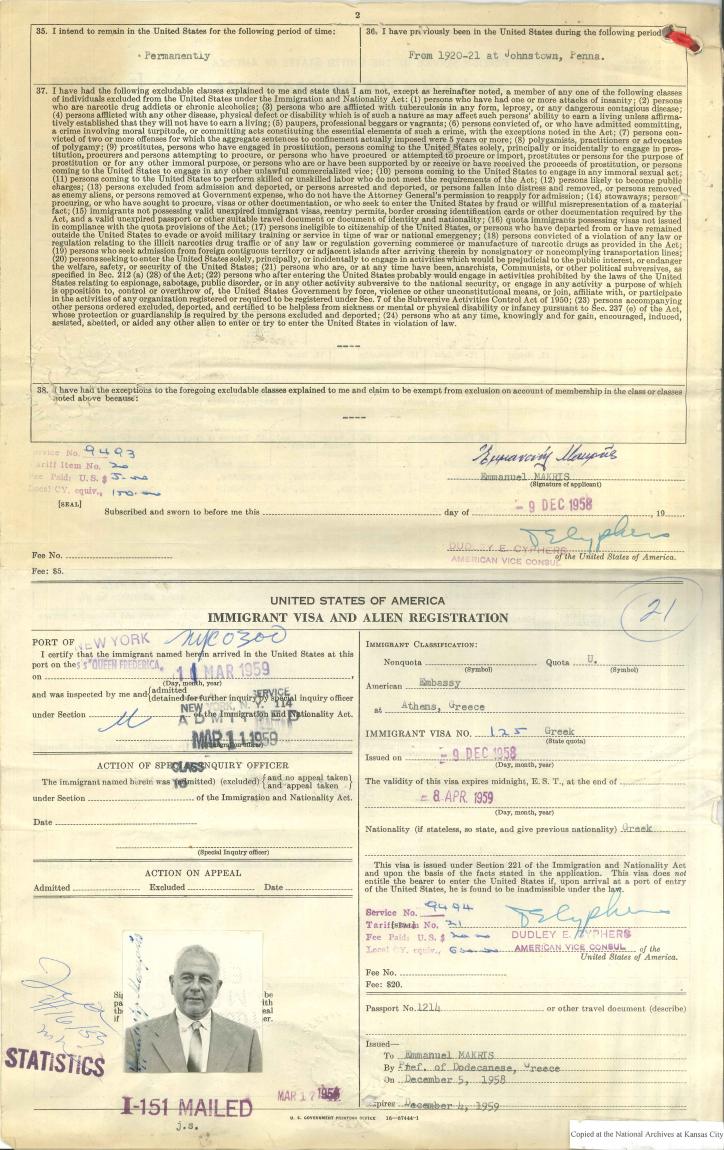 2
35. I intend to remain in the United States for the following period of time:
Permanently
36. I have previously been in the United States during the following period
From 1920-21 at Johnstown, Penna.
37. I have had the following excludable clauses explained to me and state that I am not, except as hereinafter noted, a member of any one of the following
classes of individuals excluded from the United States under the Immigration and Nationality Act: (1) persons who have had one or more attacks of insanity; (2) persons
who are narcotic drug addicts or chronic alcoholics; (3) persons who are afflicted with tuberculosis in any form, leprosy, or any dangerous contagious disease;
(4) persons afflicted with any other disease, physical defect or disability which is of such a nature as may affect such persons' ability to earn a living unless affirma-
tively established that they will not have to earn a living; (5) paupers, professional beggars or vagrants; (6) persons convicted of, or who have admitted committing,
a crime involving moral turpitude, or committing acts constituting the essential elements of such a crime, with the exceptions noted in the Act; (7) persons con-
victed of two or more offenses for which the aggregate sentences to confinement actually imposed were 5 years or more; (8) polygamists, practitioners or advocates
of polygamy; (9) prostitutes, persons who have engaged in prostitution, persons coming to the United States solely, principally or incidentally to engage in pros-
titution, procurers and persons attempting to procure, or persons who have procured or attempted to procure or import, prostitutes or persons for the purpose of
prostitution or for any other immoral purpose, or persons who are or have been supported by or receive or have received the proceeds of prostitution, or persons
coming to the United States to engage in any other unlawful commercialized vice; (10) persons coming to the United States to engage in any immoral sexual act;
(11) persons coming to the United States to perform skilled or unskilled labor who do not meet the requirements of the Act; (12) persons likely to become public
charges; (13) persons excluded from admission and deported, or persons arrested and deported, or persons fallen into distress and removed, or persons removed
as enemy aliens, or persons removed at Government expense, who do not have the Attorney General's permission to reapply for admission; (14) stowaways; person
procuring, or who have sought to procure, visas or other documentation, or who seek to enter the United States by fraud or willful misrepresentation of a material
fact; (15) immigrants not possessing valid unexpired immigrant visas, reentry permits, border crossing identification cards or other documentation required by the
Act, and a valid unexpired passport or other suitable travel document or document of identity and nationality; (16) quota immigrants possessing visa not issued
in compliance with the quota provisions of the Act; (17) persons ineligible to citizenship of the United States, or persons who have departed from or have remained
outside the United States to evade or avoid military training or service in time of war or national emergency; (18) persons convicted of a violation of any law or
regulation relating to the illicit narcotics drug traffic or of any law or regulation governing commerce or manufacture of narcotic drugs as provided in the Act;
(19) persons who seek admission from foreign contiguous territory or adjacent islands after arriving therein by nonsignatory or noncomplying transportation lines;
(20) persons seeking to enter the United States solely, principally, or incidentally to engage in activities which would be prejudicial to the public interest, or endanger
the welfare, safety, or security of the United States; (21) persons who are, or at any time have been, anarchists, Communists, or other political subversives, as
specified in Sec. 212 (a) (28) of the Act; (22) after entering the United States probably would engage in activities prohibited by the laws of the United
States relating to espionage, sabotage, public disorder, or in any other activity subversive to the national security, or engage in any activity a purpose of which
is opposition to, control or overthrow of, the United States Government by force, violence or other unconstitutional means, or join, affiliate with, or participate
in the activities of any organization registered or required to be registered under Sec. 7 of the Subversive Activities Control Act of 1950; (23) persons accompanying
other persons ordered excluded, deported, and certified to be helpless from sickness or mental or physical disability or infancy pursuant to Sec. 237 (e) of the Act,
whose protection or guardianship is required by the persons excluded and deported; (24) persons who at any time, knowingly and for gain, encouraged, induced,
assisted, abetted, or aided any other alien to enter or try to enter the United States in violation of law.
----
38. I have had the exceptions to the foregoing excludable classes explained to me and claim to be exempt from exclusion on account of membership in the class or classes
noted above because:
----
Service No. 9493
Tariff Item No. 20
Fee Paid: U.S. $ 5.00
Local CY. equiv., 150.00
Emmanuel MAKRIS
(Signature of applicant)
[SEAL]
Subscribed and sworn to before me this
day of
- 9 DEC 1958
, 19
DUDLEY E. CYPHERS
AMERICAN VICE CONSUL
of the United States of America.
Fee No.
Fee: $5.
UNITED STATES OF AMERICA
IMMIGRANT VISA AND ALIEN REGISTRATION
21
PORT OF NEW YORK
I certify that the immigrant named herein arrived in the United States at this
port on the s s "QUEEN FREDERICA,"
on 11 MAR 1959
(Day, month, year)
and was inspected by me and {admitted
{detained for further inquiry by special inquiry officer
under Section of the Immigration and Nationality Act.
SERVICE
NEW YORK, N. Y. 114
ADMITTED
MAR 11 1959
CLASS
ACTION OF SPECIAL INQUIRY OFFICER
The immigrant named herein was (admitted) (excluded) {and no appeal taken}
{and appeal taken}
under Section of the Immigration and Nationality Act.
Date
(Special Inquiry officer)
ACTION ON APPEAL
Admitted Excluded Date
STATISTICS
I-151 MAILED
MAR 17 1959
j.s.
IMMIGRANT CLASSIFICATION:
Nonquota Quota U.
(Symbol) (Symbol)
American Embassy
at Athens, Greece
IMMIGRANT VISA NO. 125 Greek
(State quota)
Issued on - 9 DEC 1958
(Day, month, year)
The validity of this visa expires midnight, E. S. T., at the end of
- 8 APR 1959
(Day, month, year)
Nationality (if stateless, so state, and give previous nationality) Greek
This visa is issued under Section 221 of the Immigration and Nationality Act
and upon the basis of the facts stated in the application. This visa does not
entitle the bearer to enter the United States if, upon arrival at a port of entry
of the United States, he is found to be inadmissible under the law.
Service No. 9494
Tariff Item No. 21
[SEAL]
Fee Paid: U.S. $ 20.00
Local CY. equiv., 600.00
DUDLEY E. CYPHERS
AMERICAN VICE CONSUL of the
United States of America.
Fee No.
Fee: $20.
Passport No. 1214 or other travel document (describe)
Issued—
To Emmanuel MAKRIS
By Pref. of Dodecanese, Greece
On December 5, 1958
Expires December 4, 1959
U. S. GOVERNMENT PRINTING OFFICE 16—67444-1
Copied at the National Archives at Kansas City